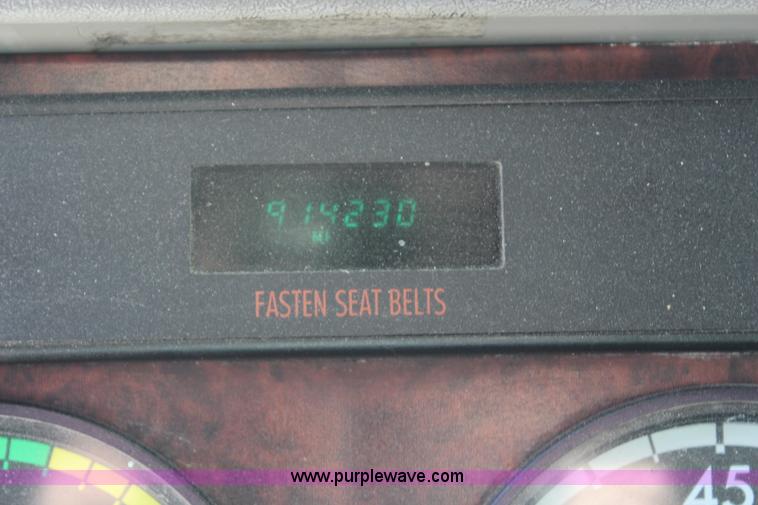 914230
MI
FASTEN SEAT BELTS
www.purplewave.com
45